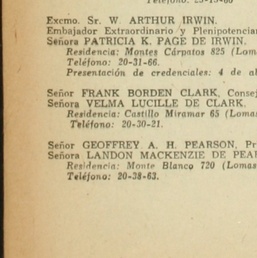 Teléfono: 25-13-60
Excmo. Sr. W ARTHUR IRWIN.
Embajador Extraordinario y Plenipotencia
Señora PATRICIA K. PAGE DE IRWIN.
Residencia: Montes Cárpatos 825 (Lom
Teléfono: 20-31-66.
Presentación de credenciales: 4 de a
Señor FRANK BORDEN CLARK, Conse
Señora VELMA LUCILLE DE CLARK.
Residencia: Castillo Miramar 65 (Lomas
Teléfono: 20-30-21.
Señor GEOFFREY A. H. PEARSON, Pr
Señora LANDON MACKENZIE DE PEA
Residencia: Monte Blanco 720 (Lomas
Teléfono: 20-38-63.